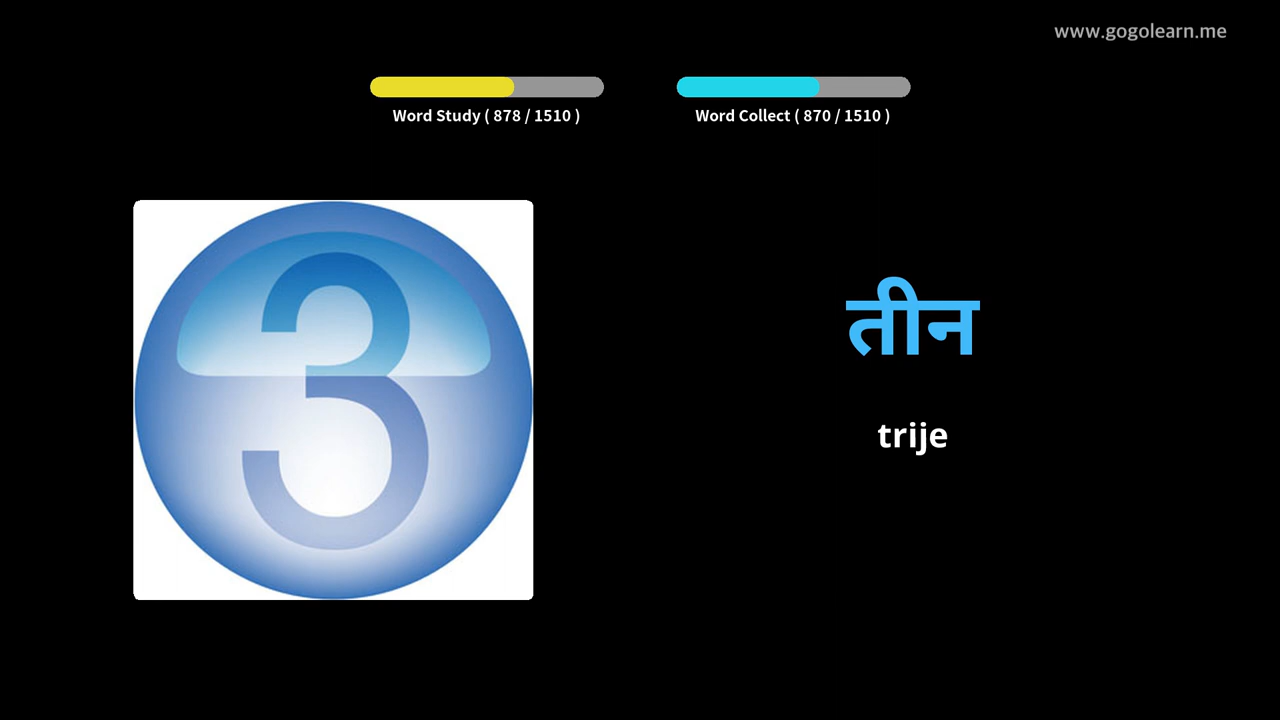 www.gogolearn.me
Word Study ( 878 / 1510 )
Word Collect ( 870 / 1510 )
3
तीन
trije